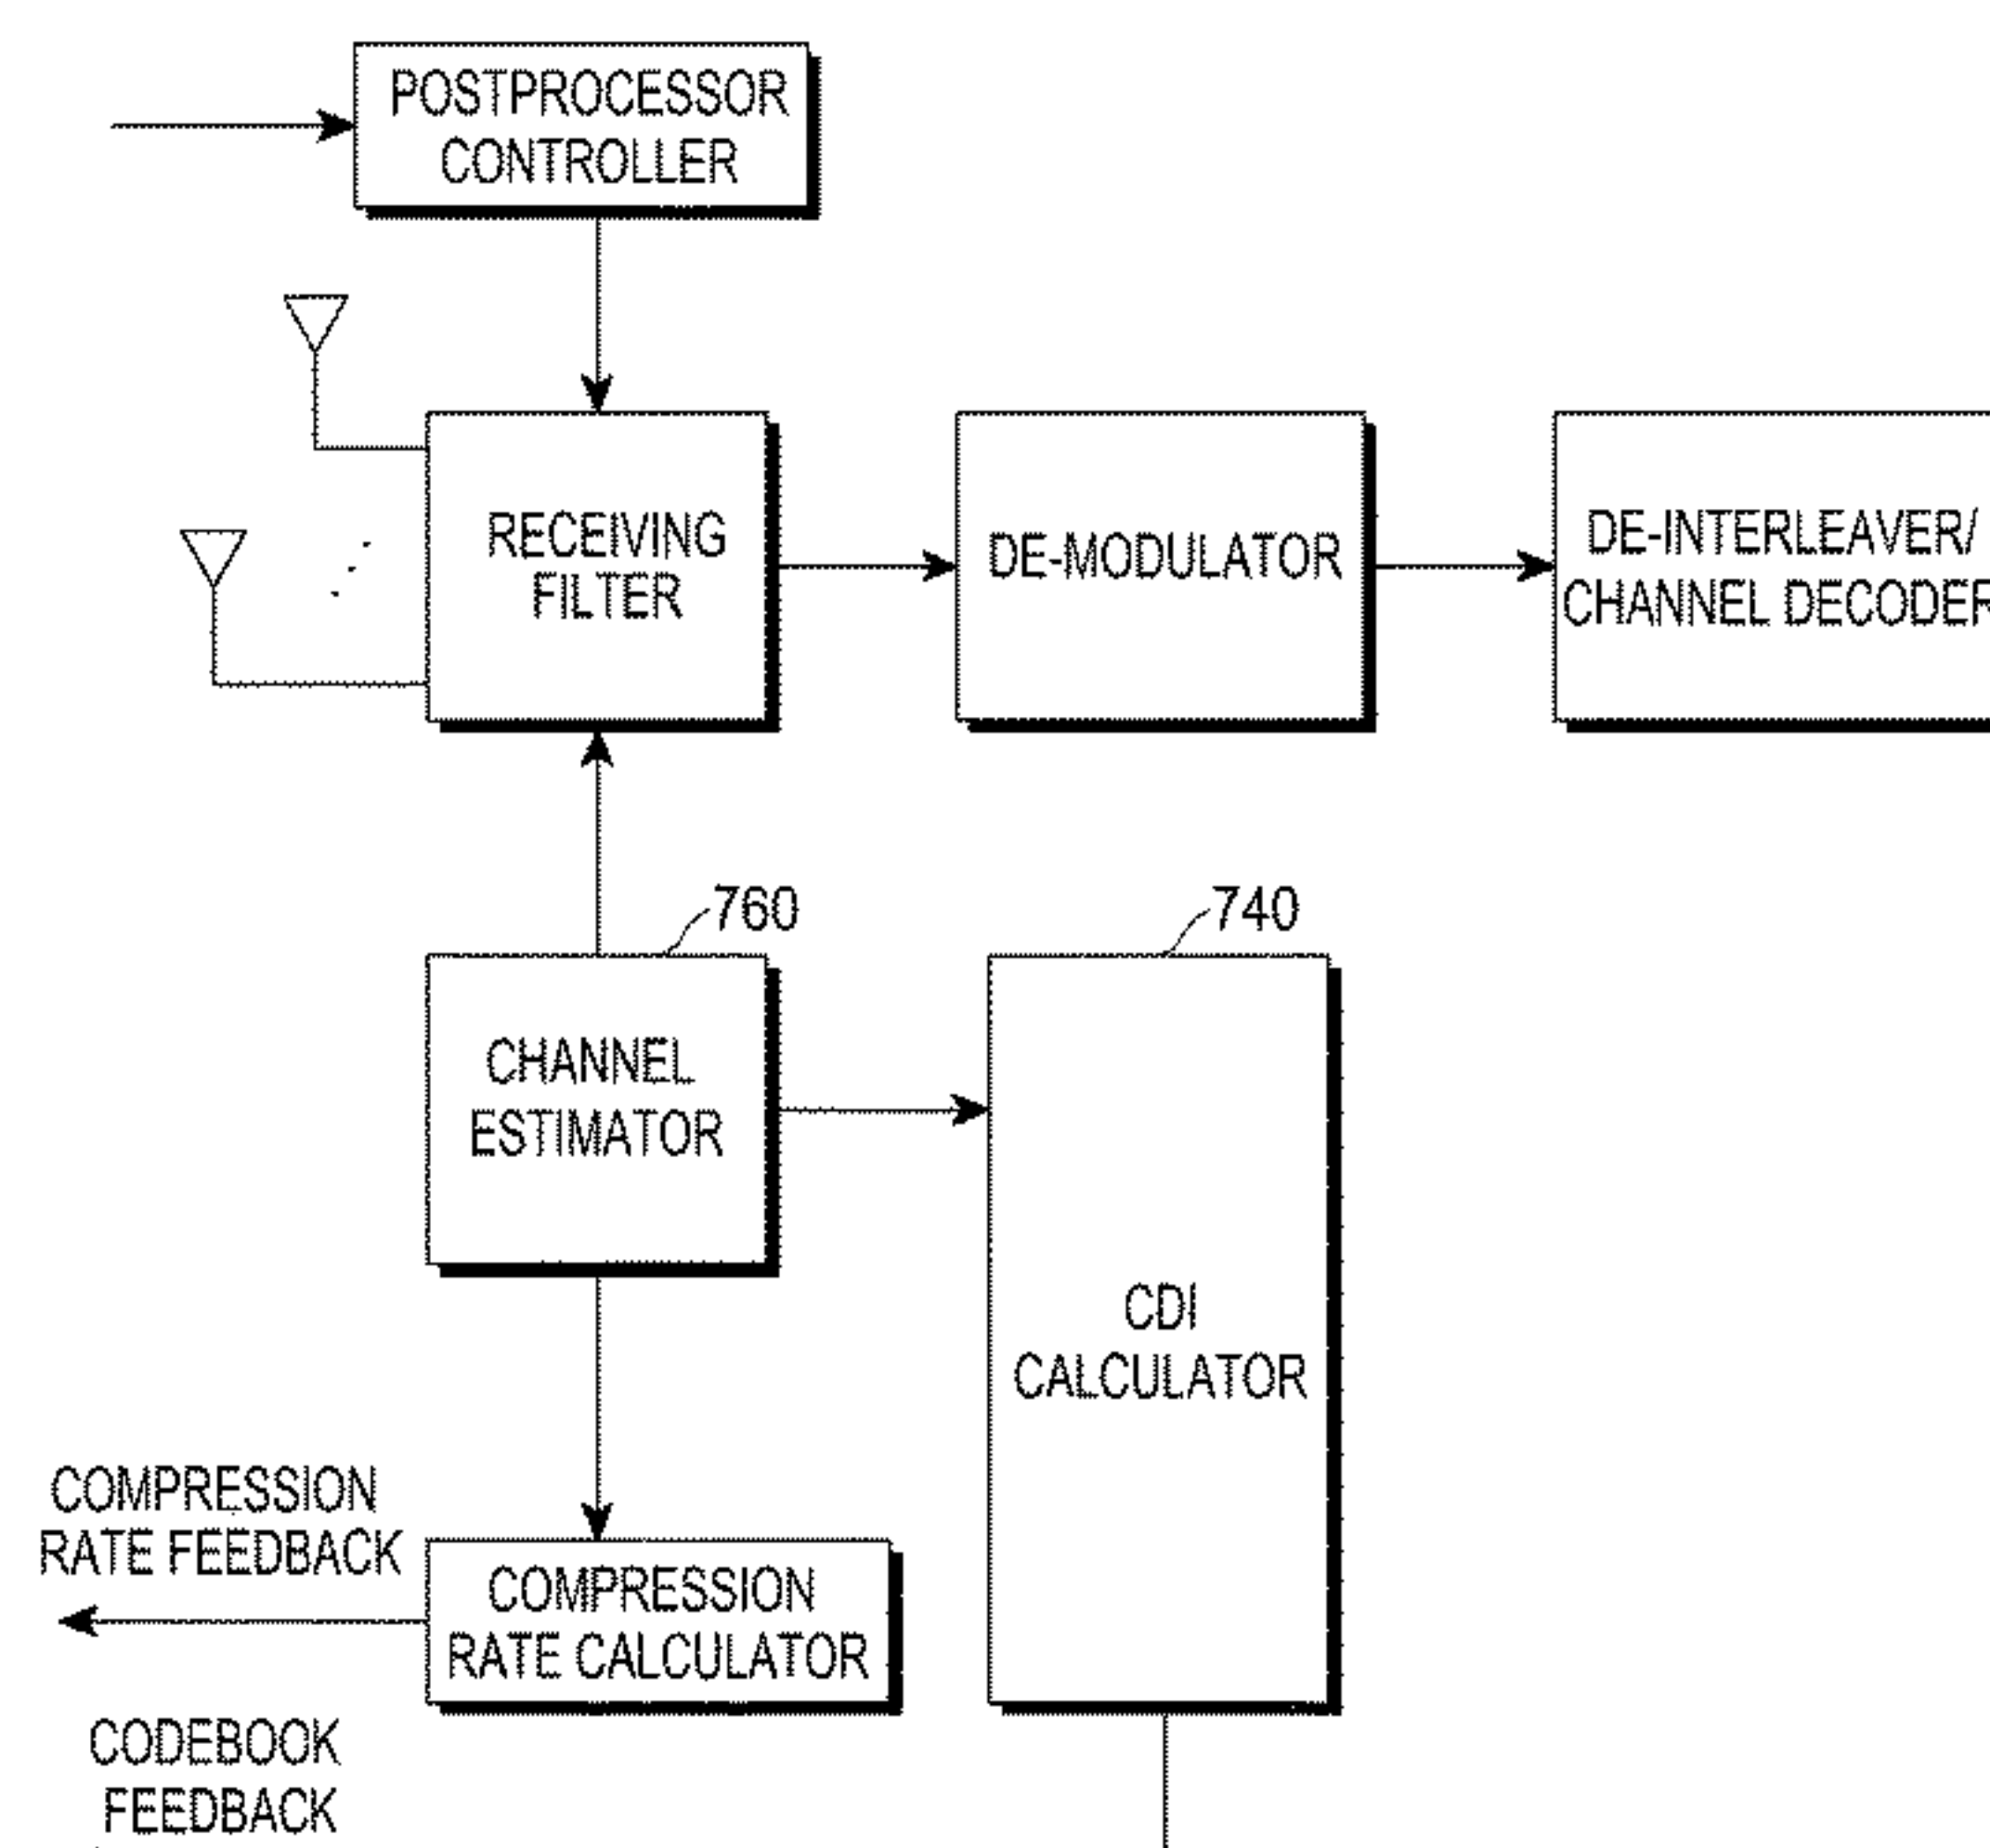 POSTPROCESSOR
CONTROLLER
RECEIVING
FILTER
DE-MODULATOR
DE-INTERLEAVER/
CHANNEL DECODER
760
740
CHANNEL
ESTIMATOR
CDI
CALCULATOR
COMPRESSION
RATE FEEDBACK
COMPRESSION
RATE CALCULATOR
CODEBOOK
FEEDBACK